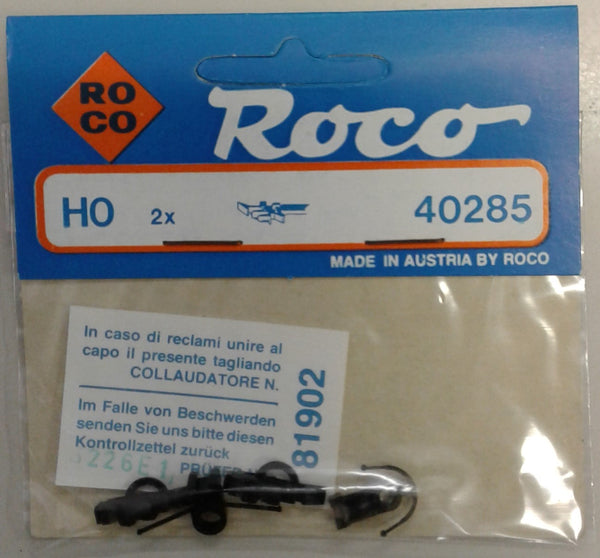 RO
CO
Roco
HO 2x 40285
MADE IN AUSTRIA BY ROCO
In caso di reclami unire al
capo il presente tagliando
COLLAUDATORE N.
Im Falle von Beschwerden
senden Sie uns bitte diesen
Kontrollzettel zurück
81902
226E1